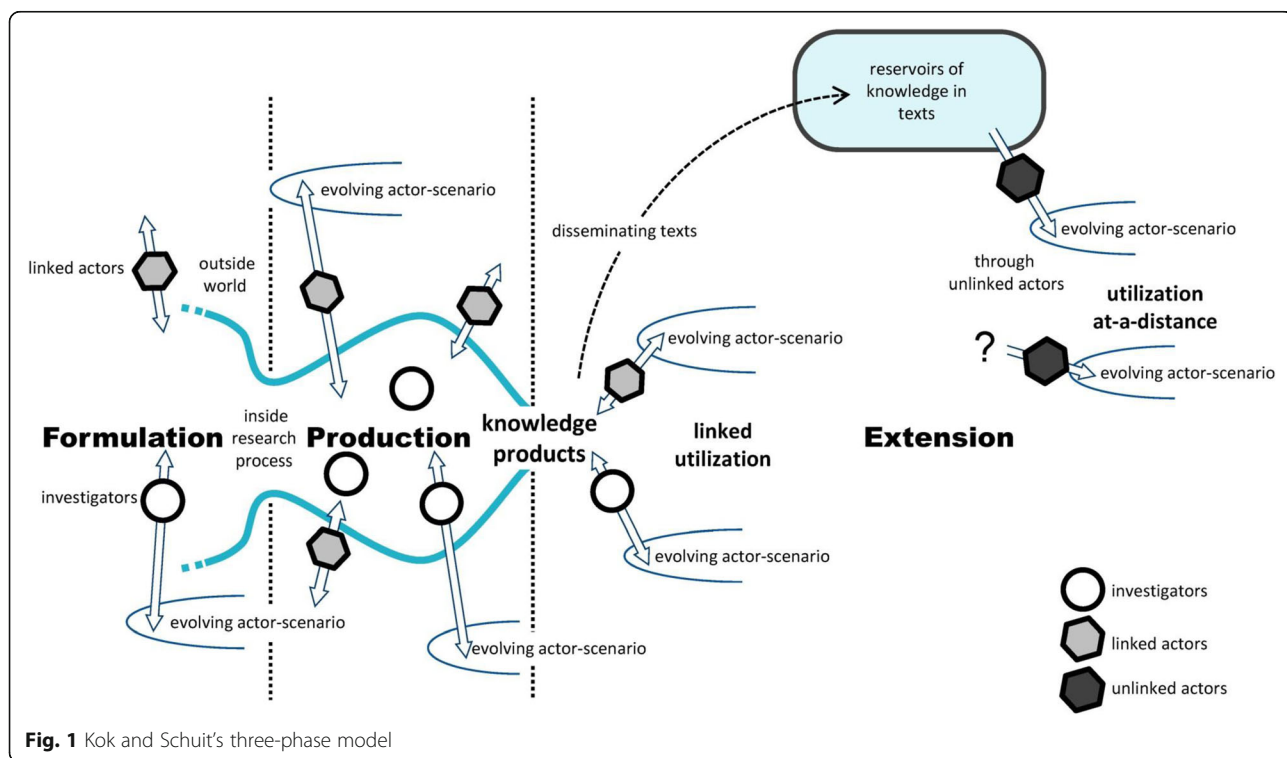 reservoirs of
knowledge in
texts
evolving actor-scenario
disseminating texts
evolving actor-scenario
linked actors
outside
world
through
unlinked actors
utilization
at-a-distance
evolving actor-scenario
?
evolving actor-scenario
Formulation
inside
research
process
Production
knowledge
products
linked
utilization
Extension
investigators
evolving actor-scenario
evolving actor-scenario
evolving actor-scenario
investigators
linked actors
unlinked actors
Fig. 1 Kok and Schuit's three-phase model